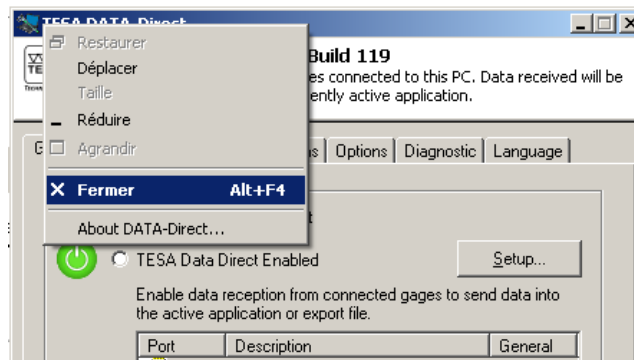 TESA DATA-Direct
Restaurer
Déplacer
Taille
Réduire
Agrandir
Fermer Alt+F4
About DATA-Direct...
Build 119
es connected to this PC. Data received will be
ently active application.
Options Diagnostic Language
TESA Data Direct Enabled
Setup...
Enable data reception from connected gages to send data into
the active application or export file.
Port Description General